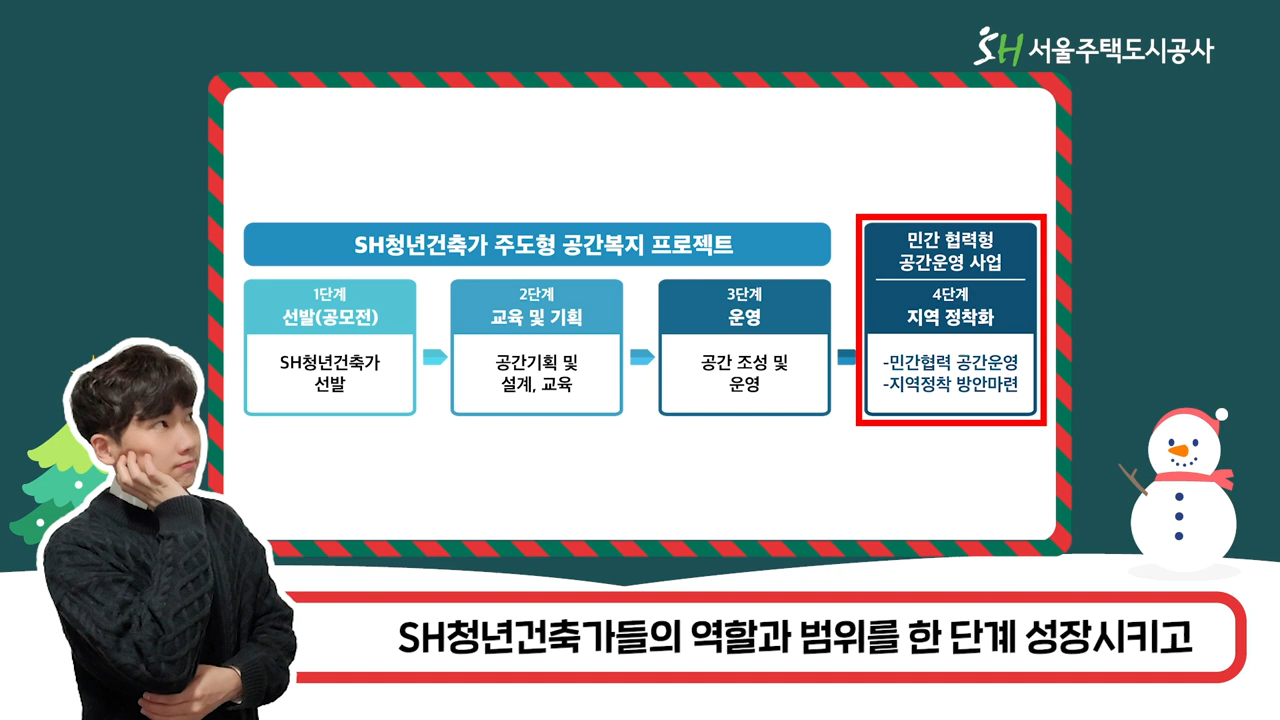 SH 서울주택도시공사
SH청년건축가 주도형 공간복지 프로젝트
민간 협력형
공간운영 사업
1단계
선발(공모전)
SH청년건축가
선발
2단계
교육 및 기획
공간기획 및
설계, 교육
3단계
운영
공간 조성 및
운영
4단계
지역 정착화
-민간협력 공간운영
-지역정착 방안마련
SH청년건축가들의 역할과 범위를 한 단계 성장시키고